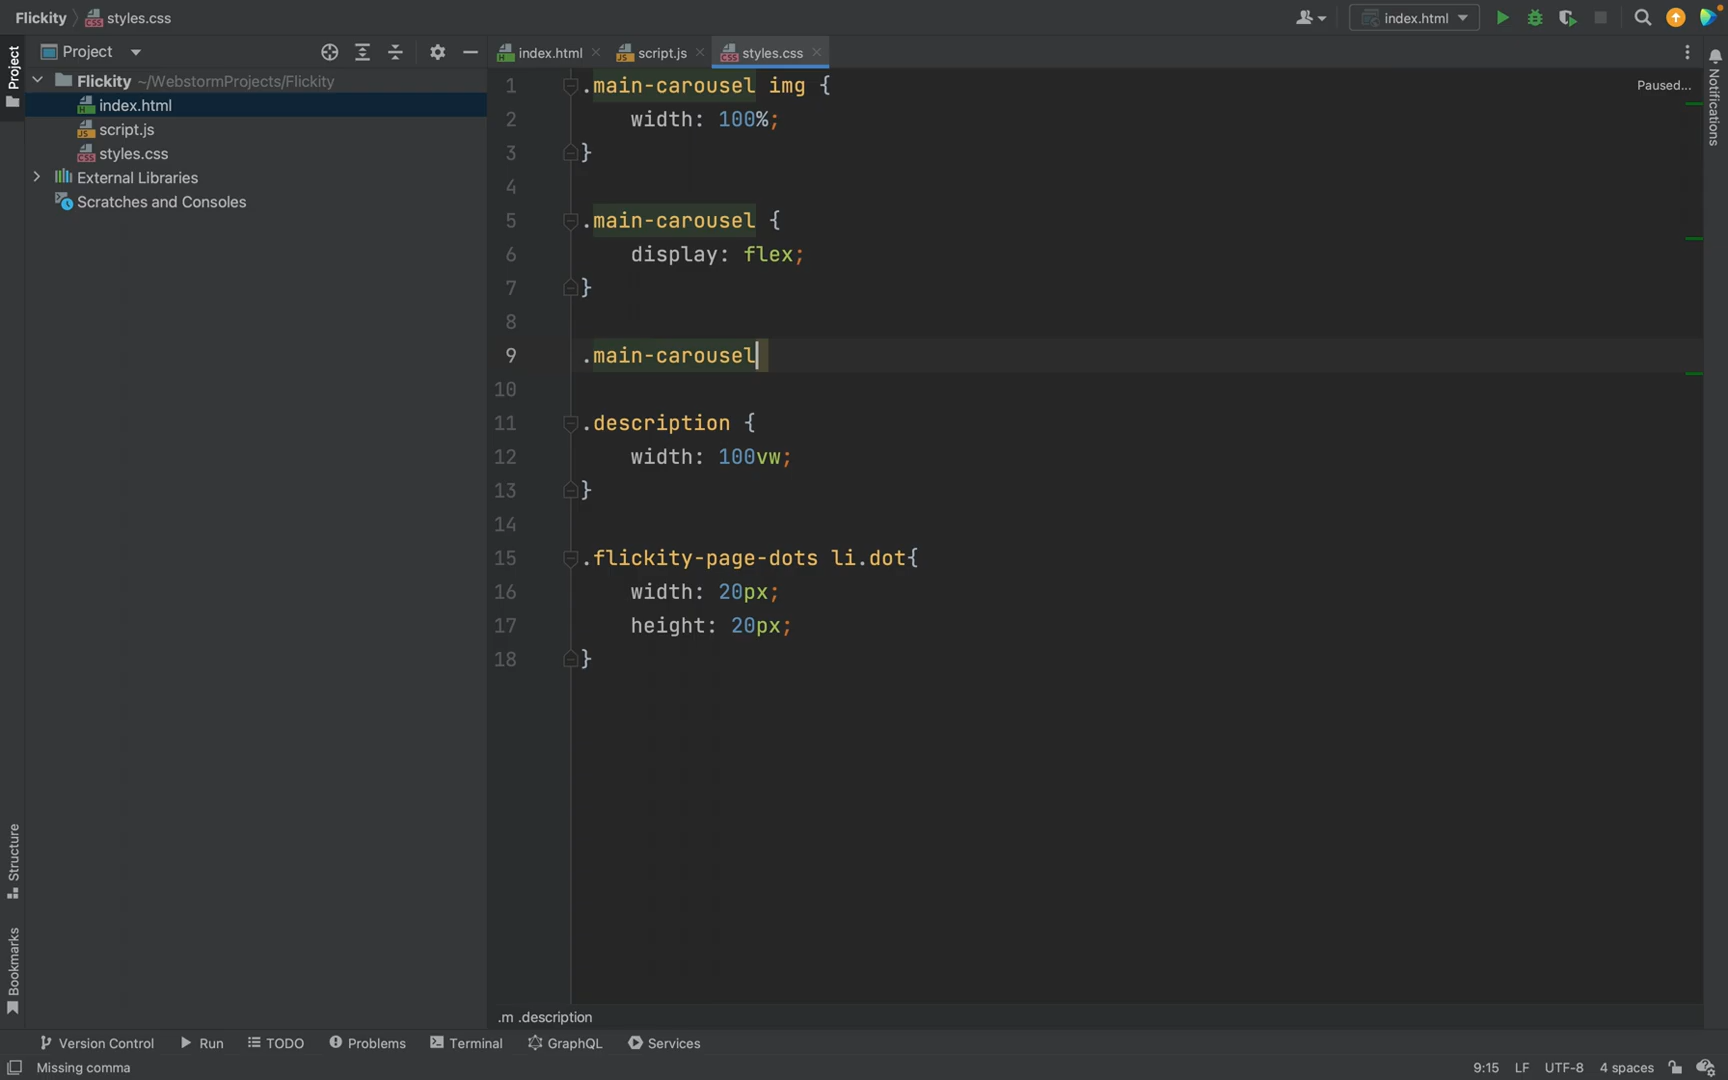 Flickity styles.css
index.html
Project
index.html script.js styles.css
Project
Flickity ~/WebstormProjects/Flickity
index.html
script.js
styles.css
External Libraries
Scratches and Consoles
1 .main-carousel img {
2 width: 100%;
3 }
4
5 .main-carousel {
6 display: flex;
7 }
8
9 .main-carousel
10
11 .description {
12 width: 100vw;
13 }
14
15 .flickity-page-dots li.dot{
16 width: 20px;
17 height: 20px;
18 }
Paused...
Notifications
Structure
Bookmarks
.m .description
Version Control Run TODO Problems Terminal GraphQL Services
Missing comma 9:15 LF UTF-8 4 spaces